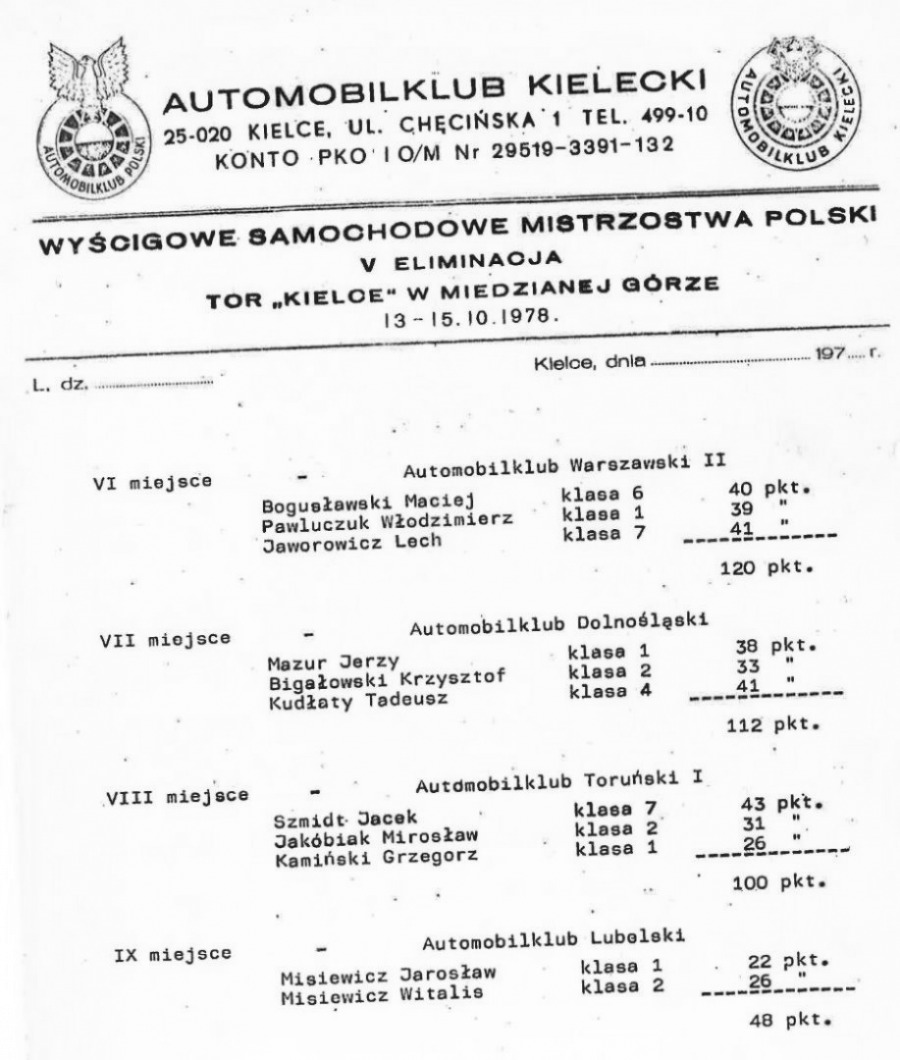 AUTOMOBILKLUB KIELECKI
25-020 KIELCE, UL. CHĘCIŃSKA 1 TEL. 499-10
KONTO PKO I O/M Nr 29519-3391-132
AUTOMOBILKLUB POLSKI
AUTOMOBILKLUB KIELECKI
WYŚCIGOWE SAMOCHODOWE MISTRZOSTWA POLSKI
V ELIMINACJA
TOR „KIELCE" W MIEDZIANEJ GÓRZE
13-15.10.1978.
L. dz. .................... Kielce, dnia .................... 197..... r.
VI miejsce - Automobilklub Warszawski II
Bogusławski Maciej klasa 6 40 pkt.
Pawluczuk Włodzimierz klasa 1 39 "
Jaworowicz Lech klasa 7 41 "
120 pkt.
VII miejsce - Automobilklub Dolnośląski
Mazur Jerzy klasa 1 38 pkt.
Bigałowski Krzysztof klasa 2 33 "
Kudłaty Tadeusz klasa 4 41 "
112 pkt.
VIII miejsce - Automobilklub Toruński I
Szmidt Jacek klasa 7 43 pkt.
Jakóbiak Mirosław klasa 2 31 "
Kamiński Grzegorz klasa 1 26 "
100 pkt.
IX miejsce - Automobilklub Lubelski
Misiewicz Jarosław klasa 1 22 pkt.
Misiewicz Witalis klasa 2 26 "
48 pkt.